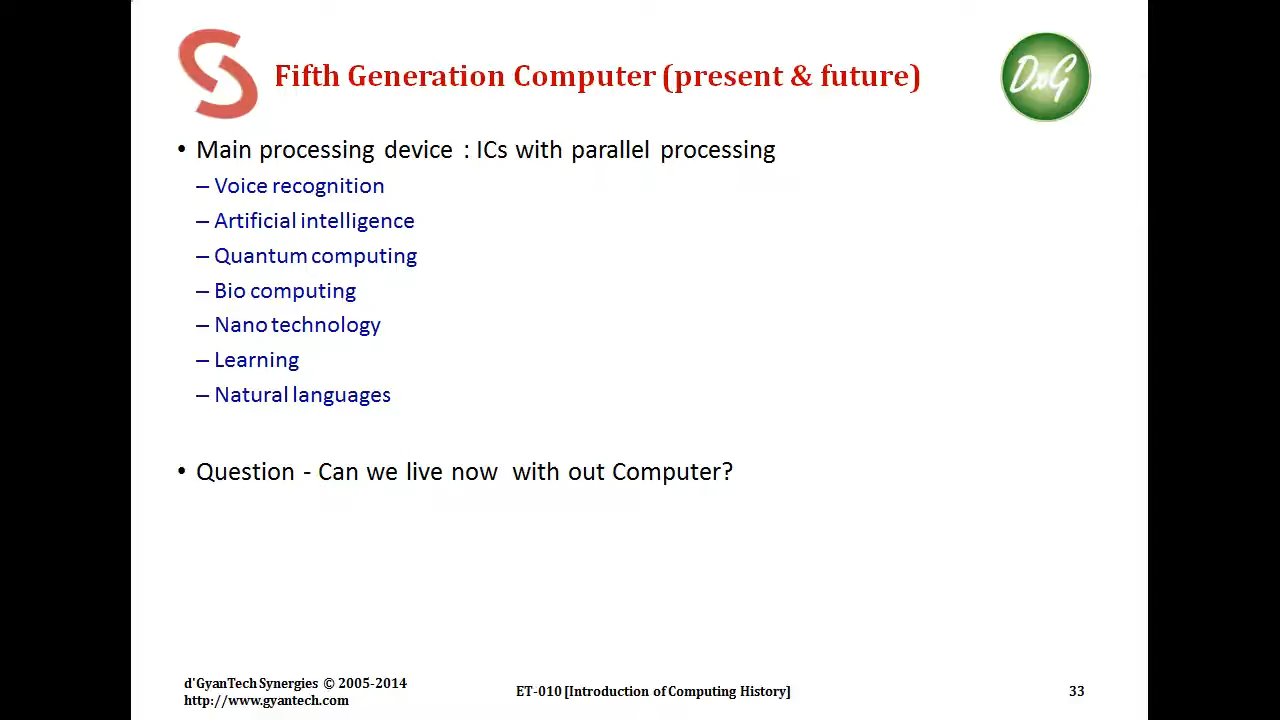 Fifth Generation Computer (present & future)
DxG
• Main processing device : ICs with parallel processing
– Voice recognition
– Artificial intelligence
– Quantum computing
– Bio computing
– Nano technology
– Learning
– Natural languages
• Question - Can we live now with out Computer?
d'GyanTech Synergies © 2005-2014
http://www.gyantech.com
ET-010 [Introduction of Computing History]
33